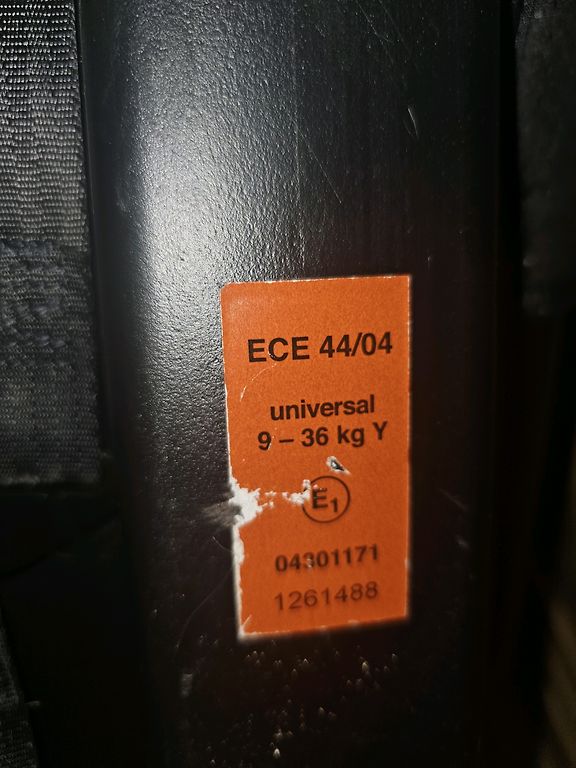 ECE 44/04
universal
9 – 36 kg Y
E1
04301171
1261488